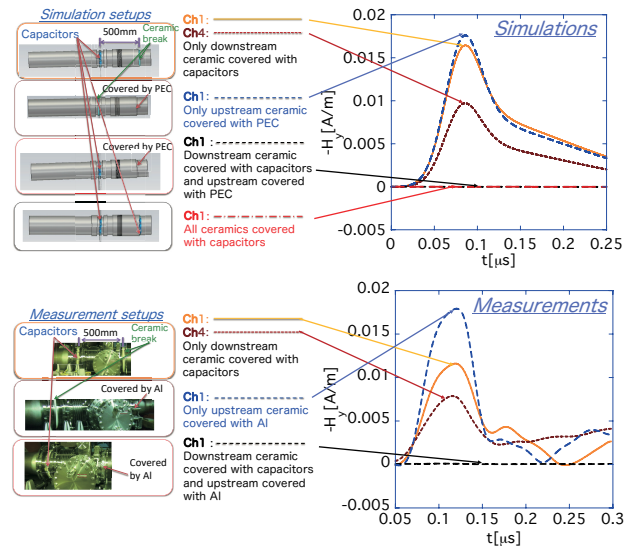 Simulation setups
Capacitors
500mm
Ceramic
break
Covered by PEC
Covered by PEC
Ch1:
Ch4:
Only downstream
ceramic covered with
capacitors
Ch1:
Only upstream ceramic
covered with PEC
Ch1:
Downstream ceramic
covered with capacitors
and upstream covered
with PEC
Ch1:
All ceramics covered
with capacitors
Simulations
0.02
0.015
0.01
0.005
0
-0.005
-Hy[A/m]
0
0.05
0.1
0.15
0.2
0.25
t[μs]
Measurement setups
Capacitors
500mm
Ceramic
break
Covered by Al
Covered
by Al
Ch1:
Ch4:
Only downstream
ceramic covered with
capacitors
Ch1:
Only upstream ceramic
covered with Al
Ch1:
Downstream ceramic
covered with capacitors
and upstream covered
with Al
Measurements
0.02
0.015
0.01
0.005
0
-0.005
-Hy[A/m]
0.05
0.1
0.15
0.2
0.25
0.3
t[μs]